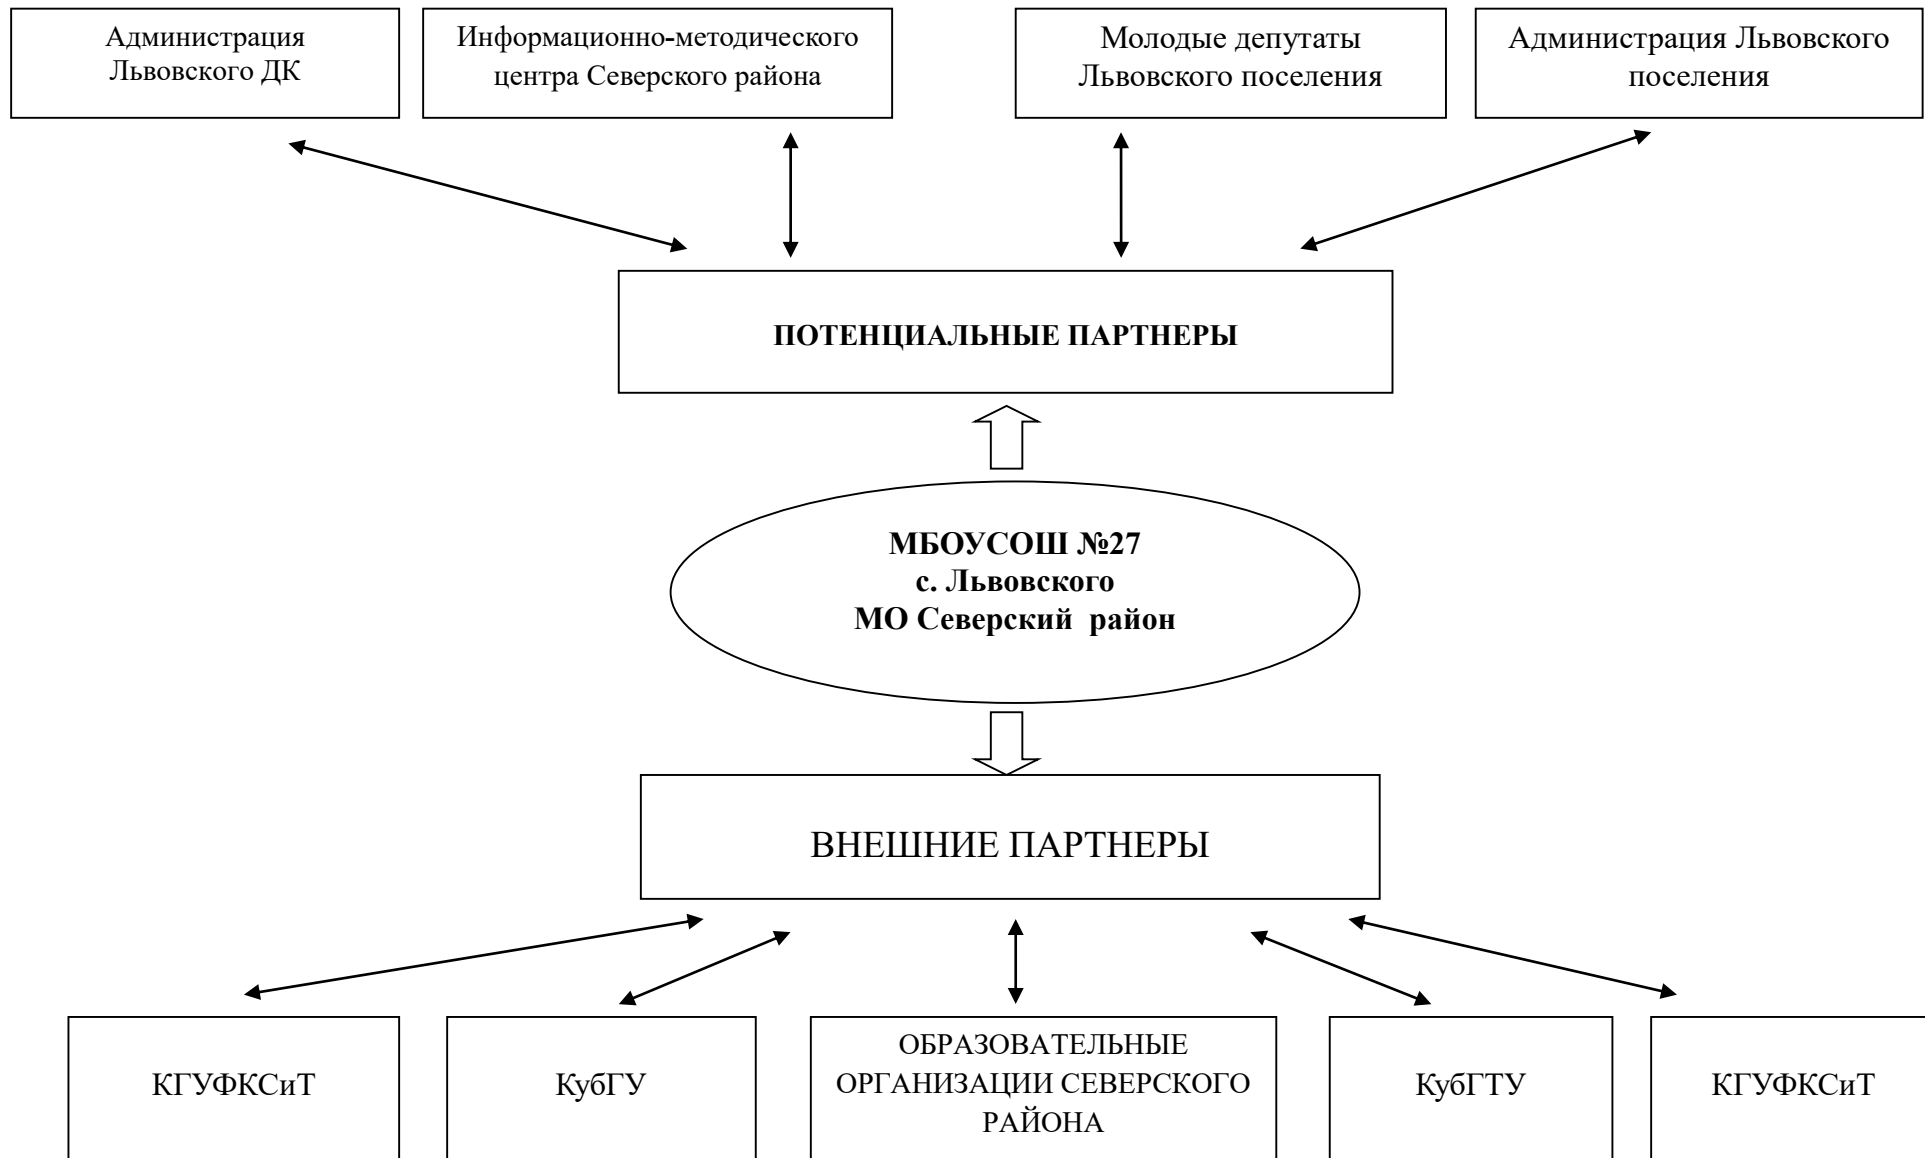 Администрация
Львовского ДК
Информационно-методического
центра Северского района
Молодые депутаты
Львовского поселения
Администрация Львовского
поселения
ПОТЕНЦИАЛЬНЫЕ ПАРТНЕРЫ
МБОУСОШ №27
с. Львовского
МО Северский район
ВНЕШНИЕ ПАРТНЕРЫ
КГУФКСиТ
КубГУ
ОБРАЗОВАТЕЛЬНЫЕ
ОРГАНИЗАЦИИ СЕВЕРСКОГО
РАЙОНА
КубГТУ
КГУФКСиТ